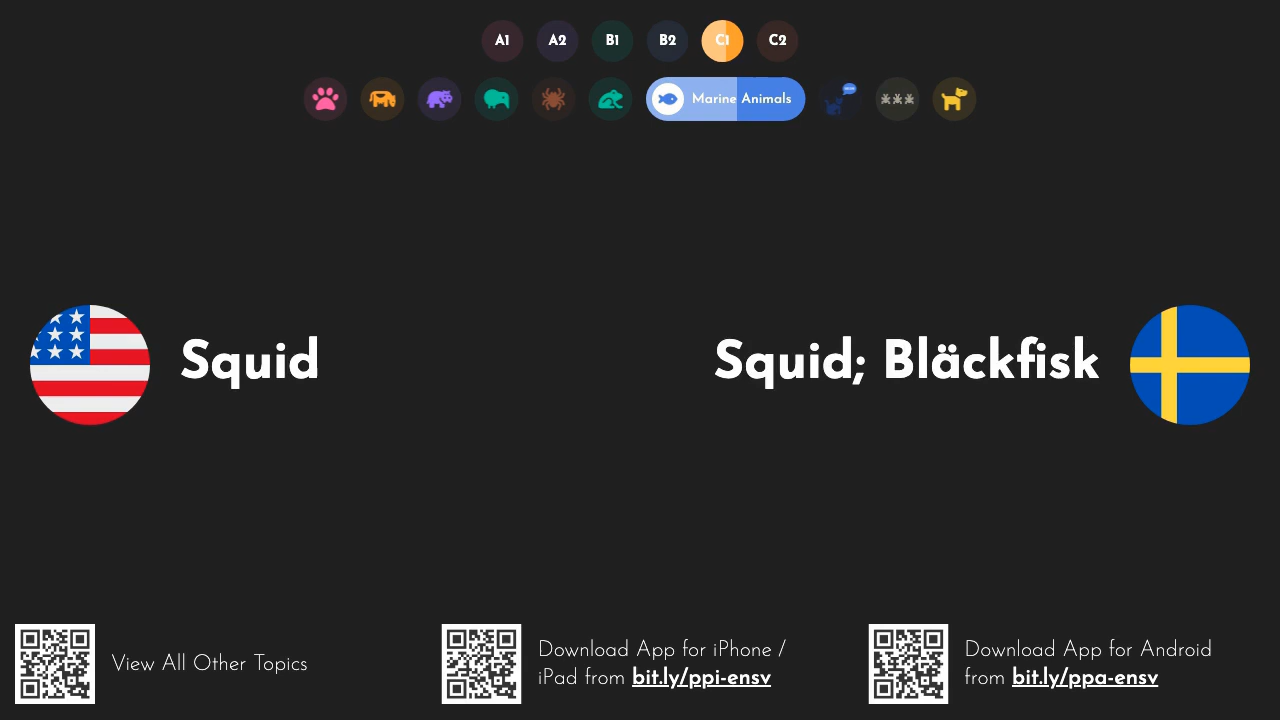 A1 A2 B1 B2 C1 C2
Marine Animals
Squid
Squid; Bläckfisk
View All Other Topics
Download App for iPhone /
iPad from bit.ly/ppi-ensv
Download App for Android
from bit.ly/ppa-ensv